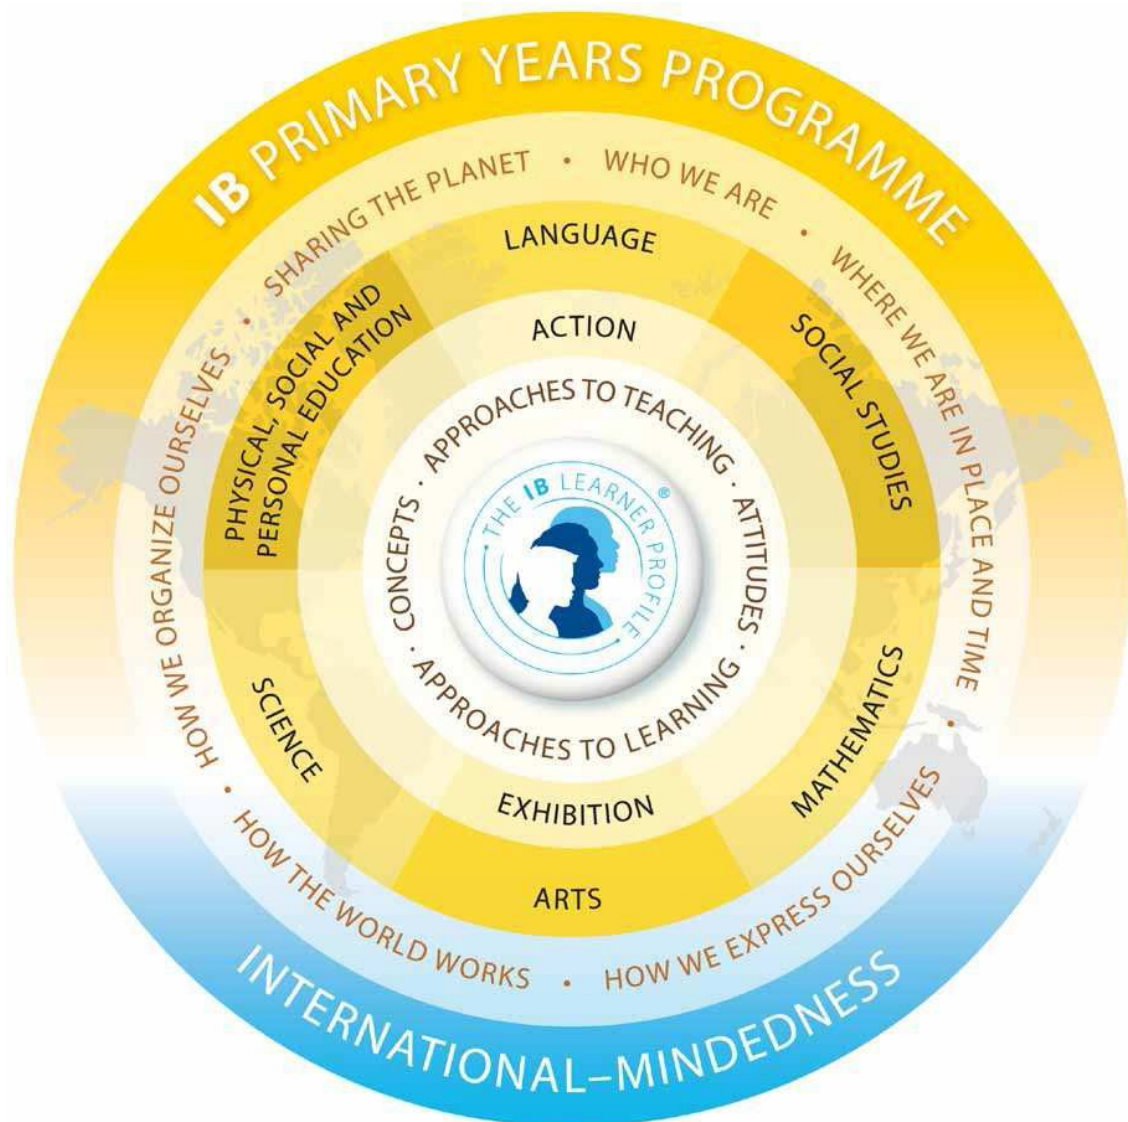 IB PRIMARY YEARS PROGRAMME
SHARING THE PLANET • WHO WE ARE • WHERE WE ARE IN PLACE AND TIME • HOW WE EXPRESS OURSELVES • HOW THE WORLD WORKS • HOW WE ORGANIZE OURSELVES •
LANGUAGE
SOCIAL STUDIES
MATHEMATICS
ARTS
SCIENCE
PHYSICAL, SOCIAL AND
PERSONAL EDUCATION
ACTION
EXHIBITION
APPROACHES TO TEACHING · ATTITUDES · APPROACHES TO LEARNING · CONCEPTS ·
• THE IB LEARNER PROFILE •
®
INTERNATIONAL–MINDEDNESS